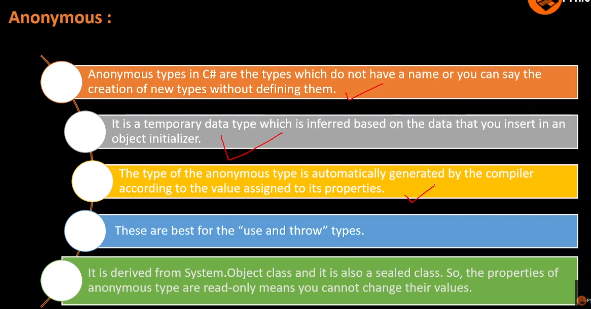 Anonymous :
Anonymous types in C# are the types which do not have a name or you can say the
creation of new types without defining them.
It is a temporary data type which is inferred based on the data that you insert in an
object initializer.
The type of the anonymous type is automatically generated by the compiler
according to the value assigned to its properties.
These are best for the “use and throw” types.
It is derived from System.Object class and it is also a sealed class. So, the properties of
anonymous type are read-only means you cannot change their values.